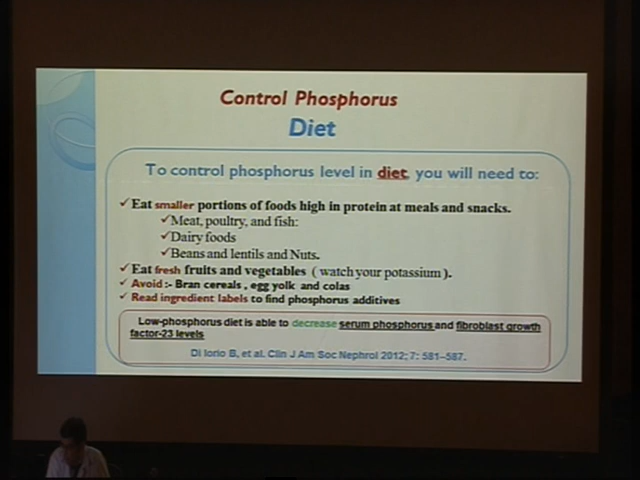 Control Phosphorus
Diet
To control phosphorus level in diet, you will need to:
✓Eat smaller portions of foods high in protein at meals and snacks.
✓Meat, poultry, and fish:
✓Dairy foods
✓Beans and lentils and Nuts.
✓Eat fresh fruits and vegetables ( watch your potassium ).
✓Avoid :- Bran cereals , egg yolk and colas
✓Read ingredient labels to find phosphorus additives
Low-phosphorus diet is able to decrease serum phosphorus and fibroblast growth
factor-23 levels
Di Iorio B, et al. Clin J Am Soc Nephrol 2012; 7: 581–587.